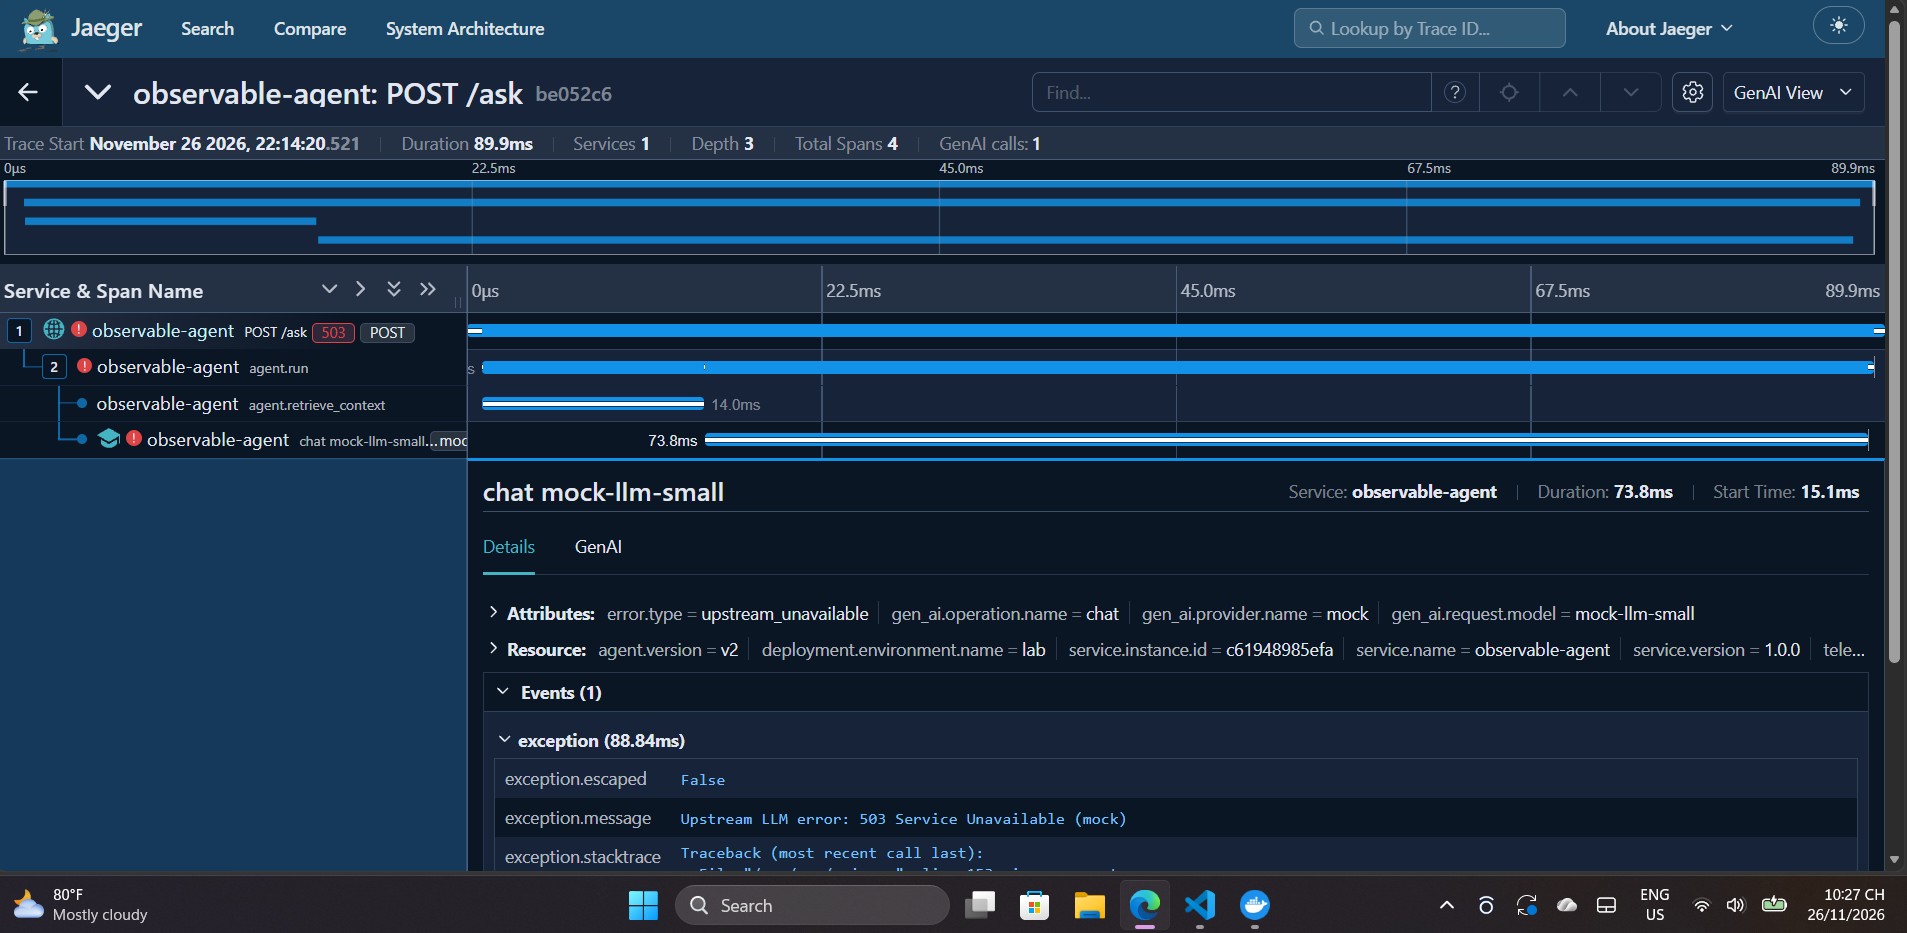 Jaeger Search Compare System Architecture Lookup by Trace ID... About Jaeger
observable-agent: POST /ask be052c6 Find... ? GenAI View
Trace Start November 26 2026, 22:14:20.521 Duration 89.9ms Services 1 Depth 3 Total Spans 4 GenAI calls: 1
0μs 22.5ms 45.0ms 67.5ms 89.9ms
Service & Span Name 0μs 22.5ms 45.0ms 67.5ms 89.9ms
1 observable-agent POST /ask 503 POST
2 observable-agent agent.run s
observable-agent agent.retrieve_context 14.0ms
observable-agent chat mock-llm-small... moc 73.8ms
chat mock-llm-small Service: observable-agent Duration: 73.8ms Start Time: 15.1ms
Details GenAI
Attributes: error.type = upstream_unavailable gen_ai.operation.name = chat gen_ai.provider.name = mock gen_ai.request.model = mock-llm-small
Resource: agent.version = v2 deployment.environment.name = lab service.instance.id = c61948985efa service.name = observable-agent service.version = 1.0.0 tele...
Events (1)
exception (88.84ms)
exception.escaped False
exception.message Upstream LLM error: 503 Service Unavailable (mock)
exception.stacktrace Traceback (most recent call last):
80°F
Mostly cloudy
Search
ENG
US
10:27 CH
26/11/2026